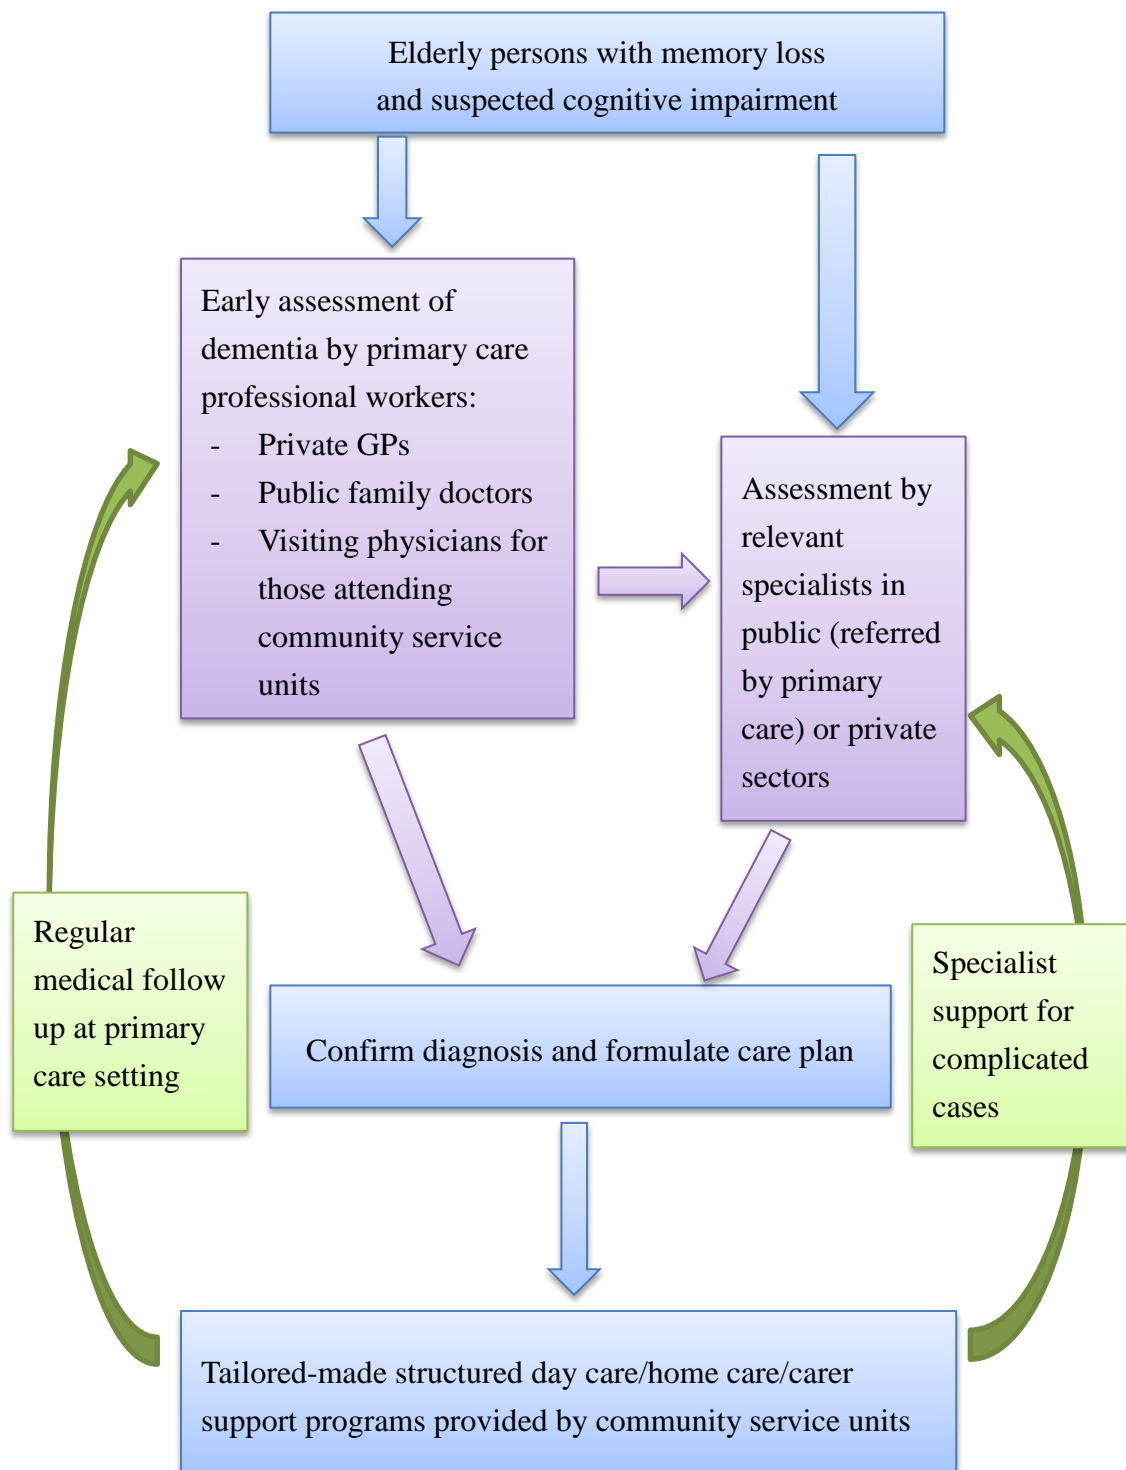 Elderly persons with memory loss
and suspected cognitive impairment
Early assessment of
dementia by primary care
professional workers:
- Private GPs
- Public family doctors
- Visiting physicians for
those attending
community service
units
Assessment by
relevant
specialists in
public (referred
by primary
care) or private
sectors
Regular
medical follow
up at primary
care setting
Confirm diagnosis and formulate care plan
Specialist
support for
complicated
cases
Tailored-made structured day care/home care/carer
support programs provided by community service units